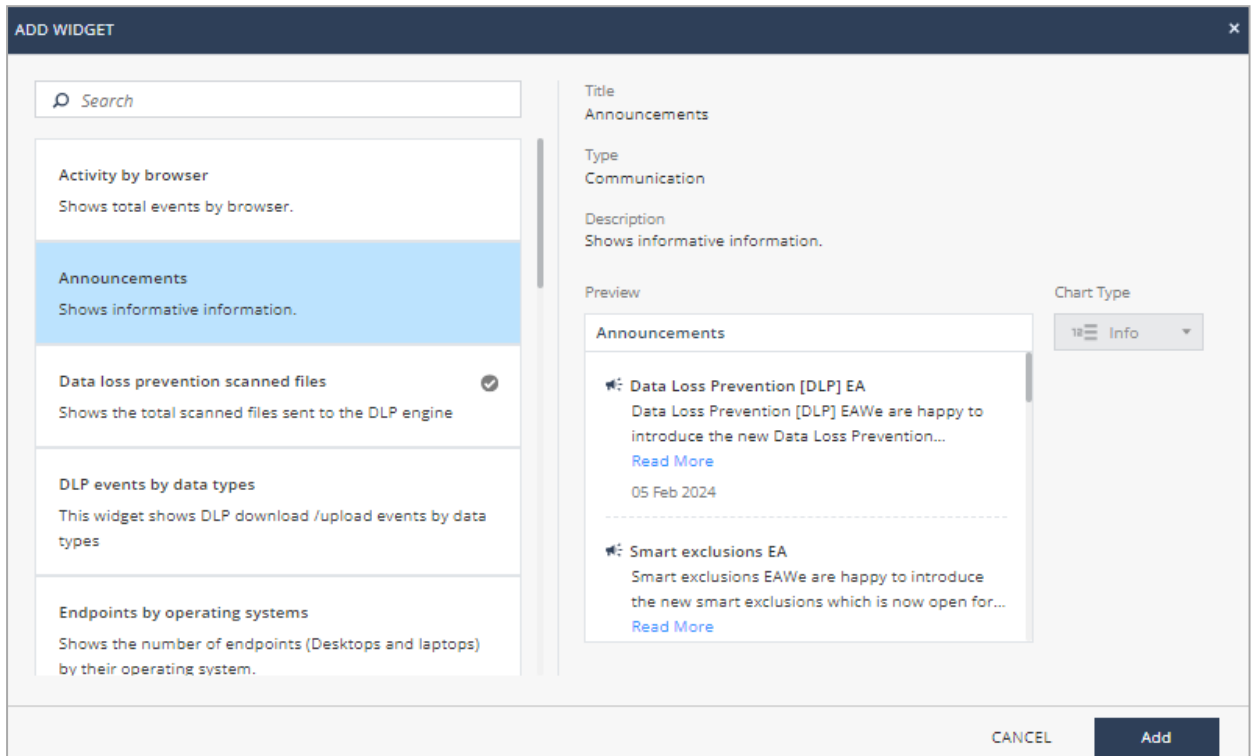 ADD WIDGET
×
Search
Activity by browser
Shows total events by browser.
Announcements
Shows informative information.
Data loss prevention scanned files
Shows the total scanned files sent to the DLP engine
DLP events by data types
This widget shows DLP download /upload events by data
types
Endpoints by operating systems
Shows the number of endpoints (Desktops and laptops)
by their operating system.
Title
Announcements
Type
Communication
Description
Shows informative information.
Preview
Chart Type
Announcements
Info
Data Loss Prevention [DLP] EA
Data Loss Prevention [DLP] EAWe are happy to
introduce the new Data Loss Prevention...
Read More
05 Feb 2024
Smart exclusions EA
Smart exclusions EAWe are happy to introduce
the new smart exclusions which is now open for...
Read More
CANCEL
Add